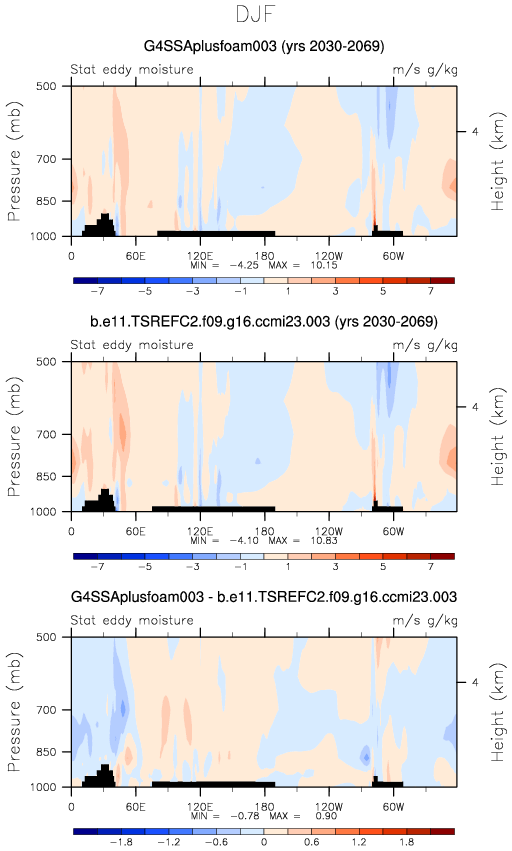 DJF
G4SSAplusfoam003 (yrs 2030-2069)
Stat eddy moisture m/s g/kg
Pressure (mb)
Height (km)
500
700
850
1000
4
0 60E 120E 180 120W 60W
MIN = -4.25 MAX = 10.15
-7 -5 -3 -1 1 3 5 7
b.e11.TSREFC2.f09.g16.ccmi23.003 (yrs 2030-2069)
Stat eddy moisture m/s g/kg
Pressure (mb)
Height (km)
500
700
850
1000
4
0 60E 120E 180 120W 60W
MIN = -4.10 MAX = 10.83
-7 -5 -3 -1 1 3 5 7
G4SSAplusfoam003 - b.e11.TSREFC2.f09.g16.ccmi23.003
Stat eddy moisture m/s g/kg
Pressure (mb)
Height (km)
500
700
850
1000
4
0 60E 120E 180 120W 60W
MIN = -0.78 MAX = 0.90
-1.8 -1.2 -0.6 0 0.6 1.2 1.8